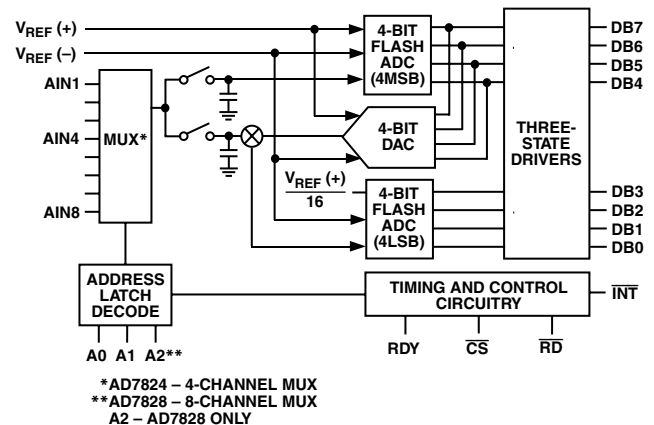 VREF (+)
VREF (–)
AIN1
AIN4
AIN8
MUX*
4-BIT
FLASH
ADC
(4MSB)
4-BIT
DAC
VREF (+)
16
4-BIT
FLASH
ADC
(4LSB)
THREE-
STATE
DRIVERS
DB7
DB6
DB5
DB4
DB3
DB2
DB1
DB0
ADDRESS
LATCH
DECODE
TIMING AND CONTROL
CIRCUITRY
INT
A0 A1 A2**
RDY CS RD
*AD7824 – 4-CHANNEL MUX
**AD7828 – 8-CHANNEL MUX
A2 – AD7828 ONLY